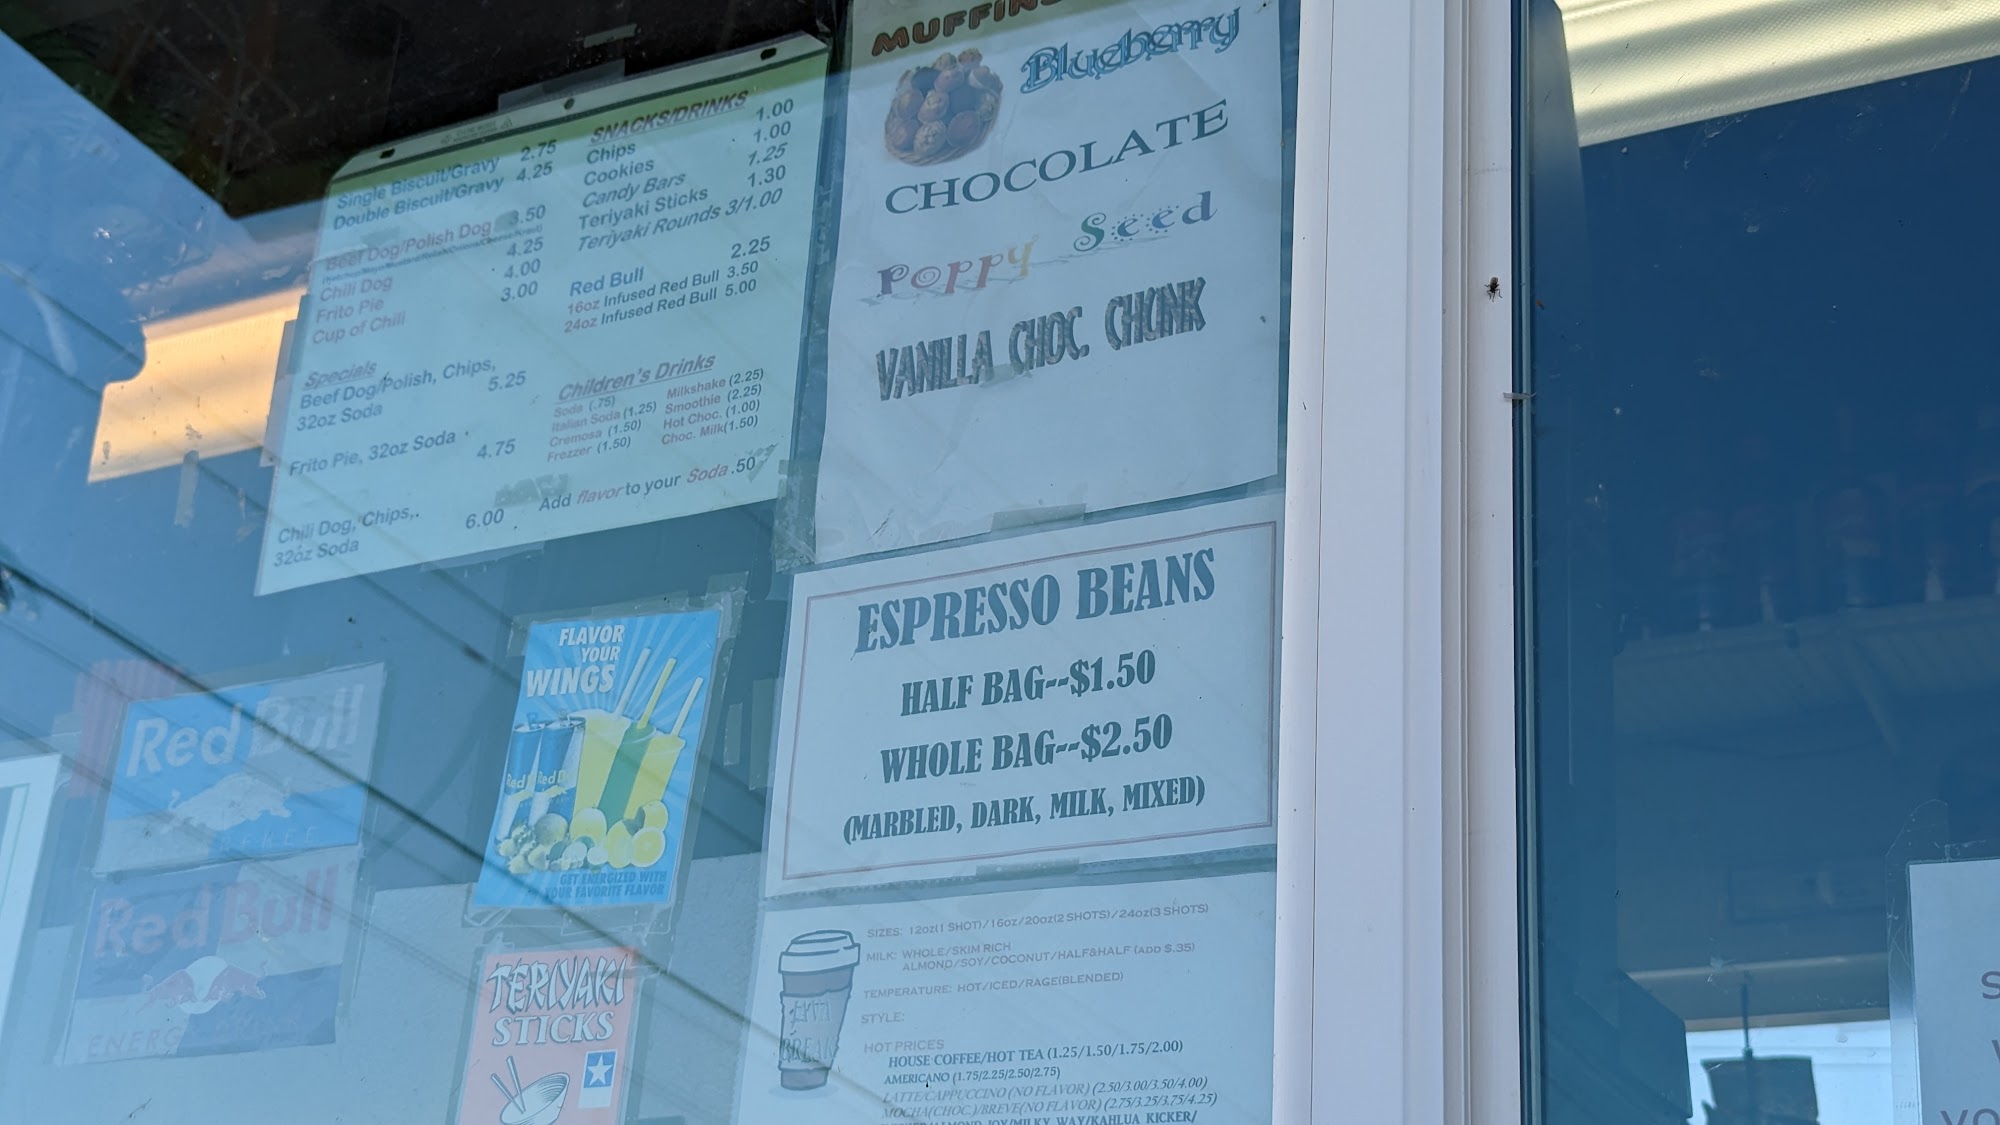 Single Biscuit/Gravy 2.75
Double Biscuit/Gravy 4.25
Beef Dog/Polish Dog 3.50
Chili Dog 4.25
Frito Pie 4.00
Cup of Chili 3.00
Specials
Beef Dog/Polish, Chips, 5.25
32oz Soda
Frito Pie, 32oz Soda 4.75
Chili Dog, Chips, 6.00
32oz Soda
SNACKS/DRINKS
Chips 1.00
Cookies 1.00
Candy Bars 1.25
Teriyaki Sticks 1.30
Teriyaki Rounds 3/1.00
Red Bull 2.25
16oz Infused Red Bull 3.50
24oz Infused Red Bull 5.00
Children's Drinks
Soda (.75) Milkshake (2.25)
Italian Soda (1.25) Smoothie (2.25)
Cremosa (1.50) Hot Choc. (1.00)
Frezzer (1.50) Choc. Milk(1.50)
Add flavor to your Soda .50
MUFFINS
Blueberry
CHOCOLATE
Poppy Seed
VANILLA CHOC. CHUNK
ESPRESSO BEANS
HALF BAG--$1.50
WHOLE BAG--$2.50
(MARBLED, DARK, MILK, MIXED)
SIZES: 12oz(1 SHOT)/16oz/20oz(2 SHOTS)/24oz(3 SHOTS)
MILK: WHOLE/SKIM RICH
ALMOND/SOY/COCONUT/HALF&HALF (ADD $.35)
TEMPERATURE: HOT/ICED/RAGE(BLENDED)
STYLE:
HOT PRICES
HOUSE COFFEE/HOT TEA (1.25/1.50/1.75/2.00)
AMERICANO (1.75/2.25/2.50/2.75)
LATTE/CAPPUCCINO (NO FLAVOR) (2.50/3.00/3.50/4.00)
MOCHA(CHOC.)/BREVE(NO FLAVOR) (2.75/3.25/3.75/4.25)
JOY/MILKY WAY/KAHLUA KICKER/
BREAK
FLAVOR
YOUR
WINGS
Red Red
GET ENERGIZED WITH
YOUR FAVORITE FLAVOR
Red Bull
Red Bull
TERIYAKI
STICKS